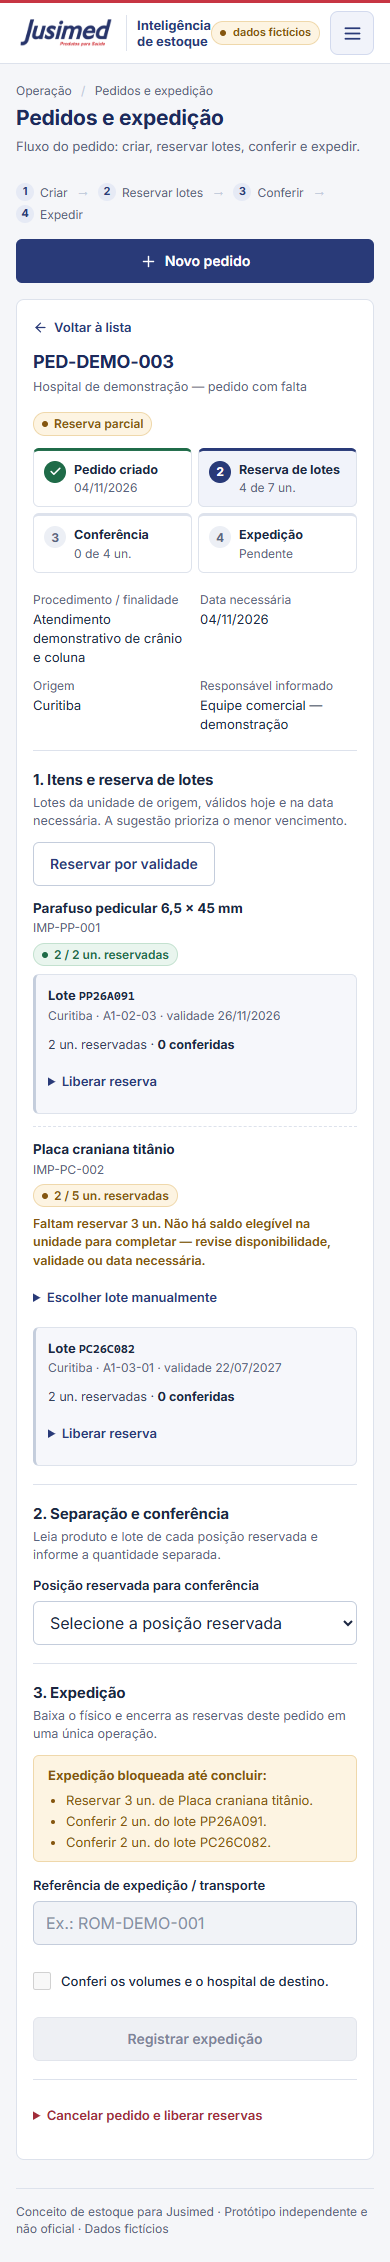 Jusimed
Produtos para Saúde
Inteligência
de estoque
dados fictícios
Operação / Pedidos e expedição
Pedidos e expedição
Fluxo do pedido: criar, reservar lotes, conferir e expedir.
1 Criar → 2 Reservar lotes → 3 Conferir →
4 Expedir
+ Novo pedido
← Voltar à lista
PED-DEMO-003
Hospital de demonstração — pedido com falta
Reserva parcial
Pedido criado
04/11/2026
2 Reserva de lotes
4 de 7 un.
3 Conferência
0 de 4 un.
4 Expedição
Pendente
Procedimento / finalidade
Atendimento
demonstrativo de crânio
e coluna
Data necessária
04/11/2026
Origem
Curitiba
Responsável informado
Equipe comercial —
demonstração
1. Itens e reserva de lotes
Lotes da unidade de origem, válidos hoje e na data
necessária. A sugestão prioriza o menor vencimento.
Reservar por validade
Parafuso pedicular 6,5 × 45 mm
IMP-PP-001
2 / 2 un. reservadas
Lote PP26A091
Curitiba · A1-02-03 · validade 26/11/2026
2 un. reservadas · 0 conferidas
Liberar reserva
Placa craniana titânio
IMP-PC-002
2 / 5 un. reservadas
Faltam reservar 3 un. Não há saldo elegível na
unidade para completar — revise disponibilidade,
validade ou data necessária.
Escolher lote manualmente
Lote PC26C082
Curitiba · A1-03-01 · validade 22/07/2027
2 un. reservadas · 0 conferidas
Liberar reserva
2. Separação e conferência
Leia produto e lote de cada posição reservada e
informe a quantidade separada.
Posição reservada para conferência
Selecione a posição reservada
3. Expedição
Baixa o físico e encerra as reservas deste pedido em
uma única operação.
Expedição bloqueada até concluir:
• Reservar 3 un. de Placa craniana titânio.
• Conferir 2 un. do lote PP26A091.
• Conferir 2 un. do lote PC26C082.
Referência de expedição / transporte
Ex.: ROM-DEMO-001
Conferi os volumes e o hospital de destino.
Registrar expedição
Cancelar pedido e liberar reservas
Conceito de estoque para Jusimed · Protótipo independente e
não oficial · Dados fictícios